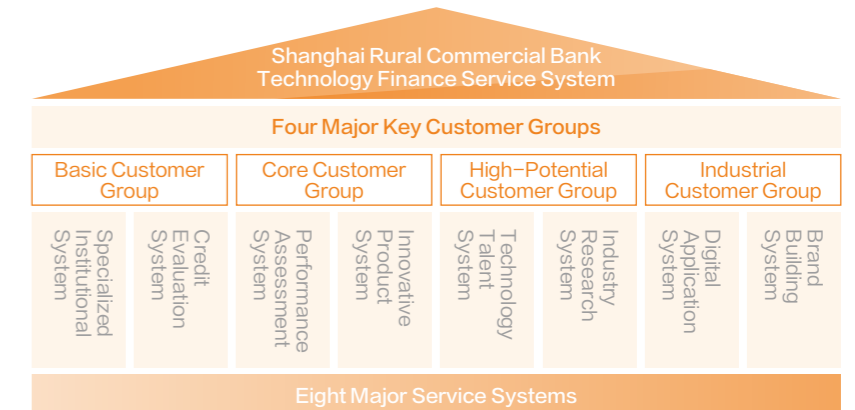 Shanghai Rural Commercial Bank
Technology Finance Service System
Four Major Key Customer Groups
Basic Customer
Group
Core Customer
Group
High-Potential
Customer Group
Industrial
Customer Group
Specialized
Institutional
System
Credit
Evaluation
System
Performance
Assessment
System
Innovative
Product
System
Technology
Talent
System
Industry
Research
System
Digital
Application
System
Brand
Building
System
Eight Major Service Systems